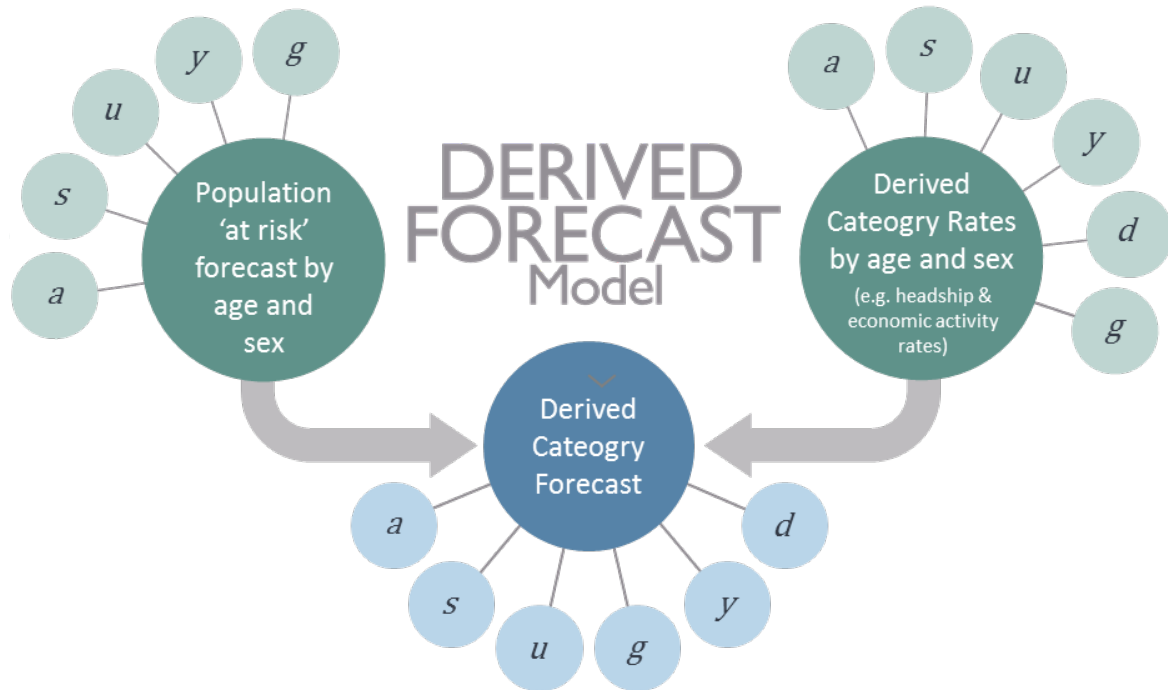 DERIVED
FORECAST
Model
g
y
u
s
a
Population
‘at risk’
forecast by
age and
sex
a
s
u
y
d
g
Derived
Cateogry Rates
by age and sex
(e.g. headship &
economic activity
rates)
Derived
Cateogry
Forecast
a
s
u
g
y
d